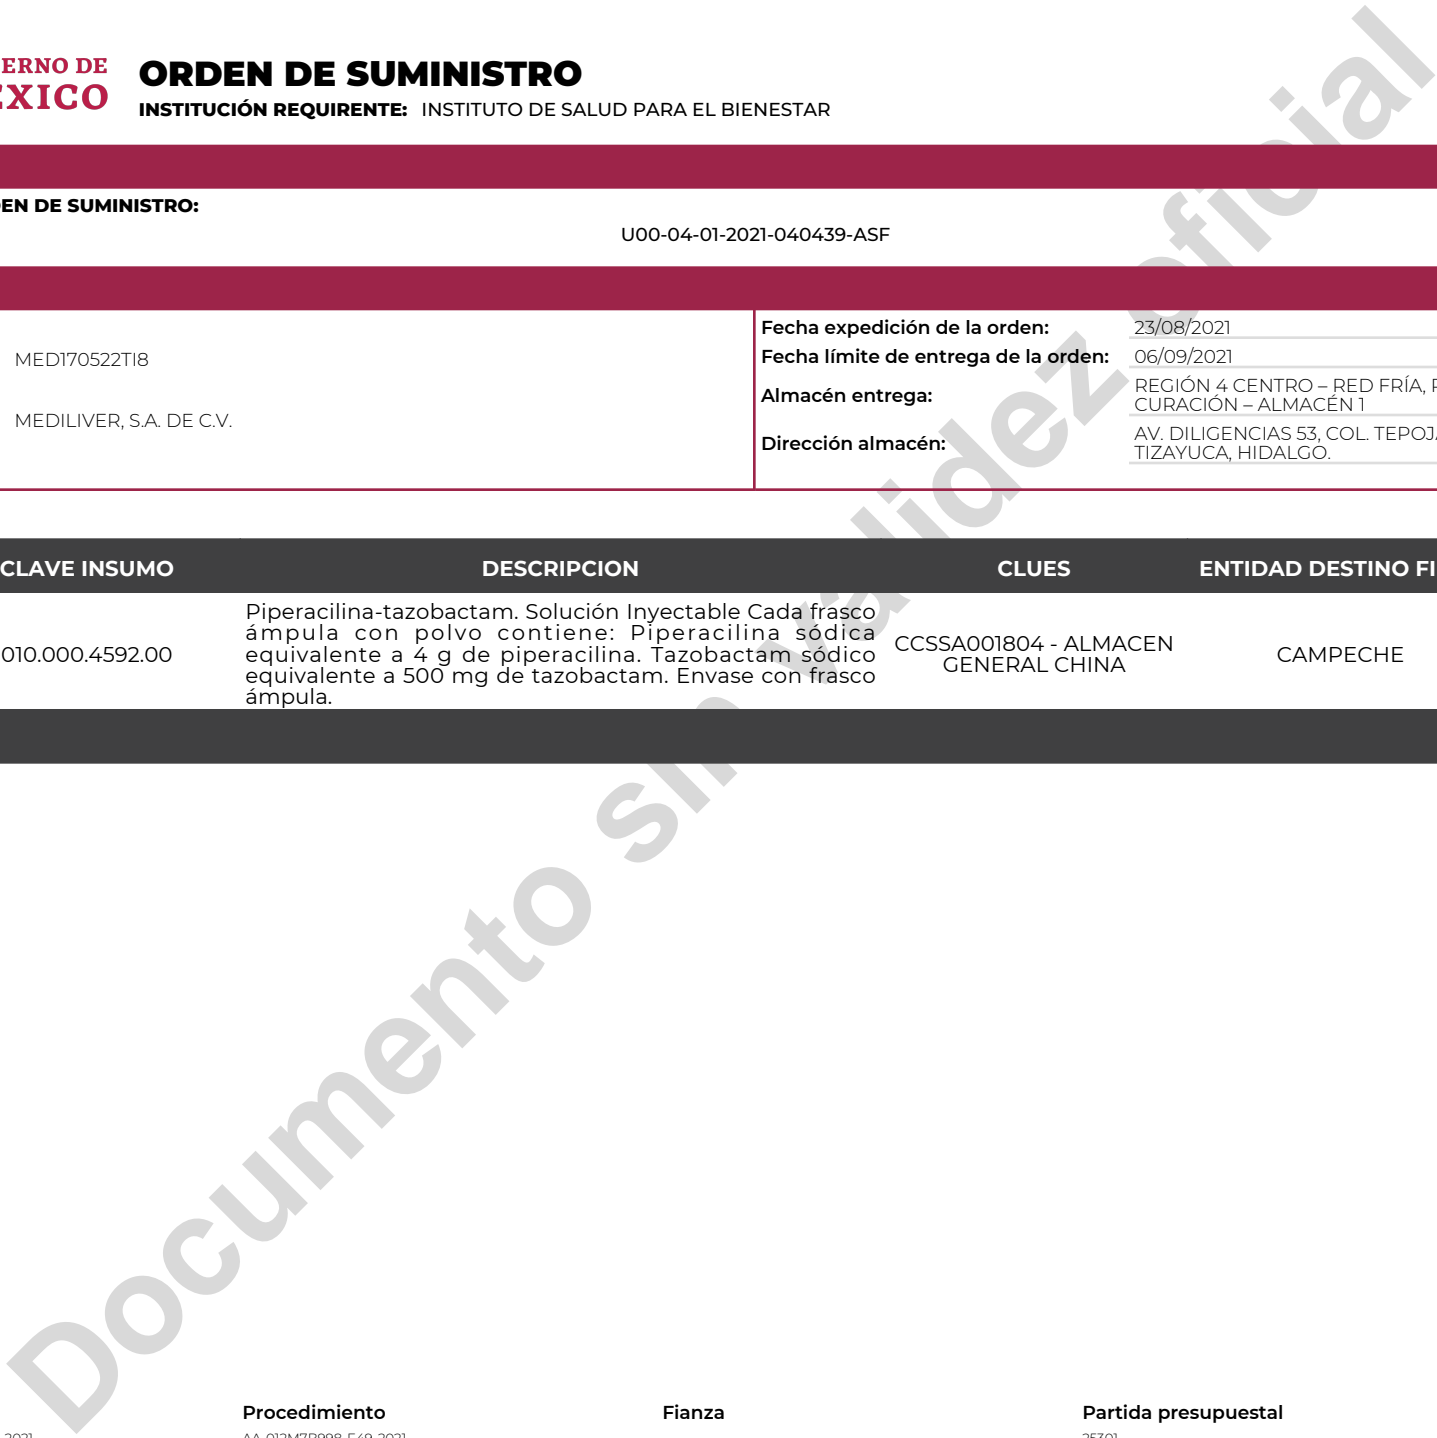 ORDEN DE SUMINISTRO
INSTITUCIÓN REQUIRENTE: INSTITUTO DE SALUD PARA EL BIENESTAR
EN DE SUMINISTRO:
U00-04-01-2021-040439-ASF
MED170522TI8
MEDILIVER, S.A. DE C.V.
Fecha expedición de la orden: 23/08/2021
Fecha límite de entrega de la orden: 06/09/2021
Almacén entrega: REGIÓN 4 CENTRO – RED FRÍA,
CURACIÓN – ALMACÉN 1
Dirección almacén: AV. DILIGENCIAS 53, COL. TEPOJ
TIZAYUCA, HIDALGO.
CLAVE INSUMO DESCRIPCION CLUES ENTIDAD DESTINO FI
010.000.4592.00
Piperacilina-tazobactam. Solución Inyectable Cada frasco
ámpula con polvo contiene: Piperacilina sódica
equivalente a 4 g de piperacilina. Tazobactam sódico
equivalente a 500 mg de tazobactam. Envase con frasco
ámpula.
CCSSA001804 - ALMACEN
GENERAL CHINA
CAMPECHE
Documento sin validez oficial
Procedimiento Fianza Partida presupuestal